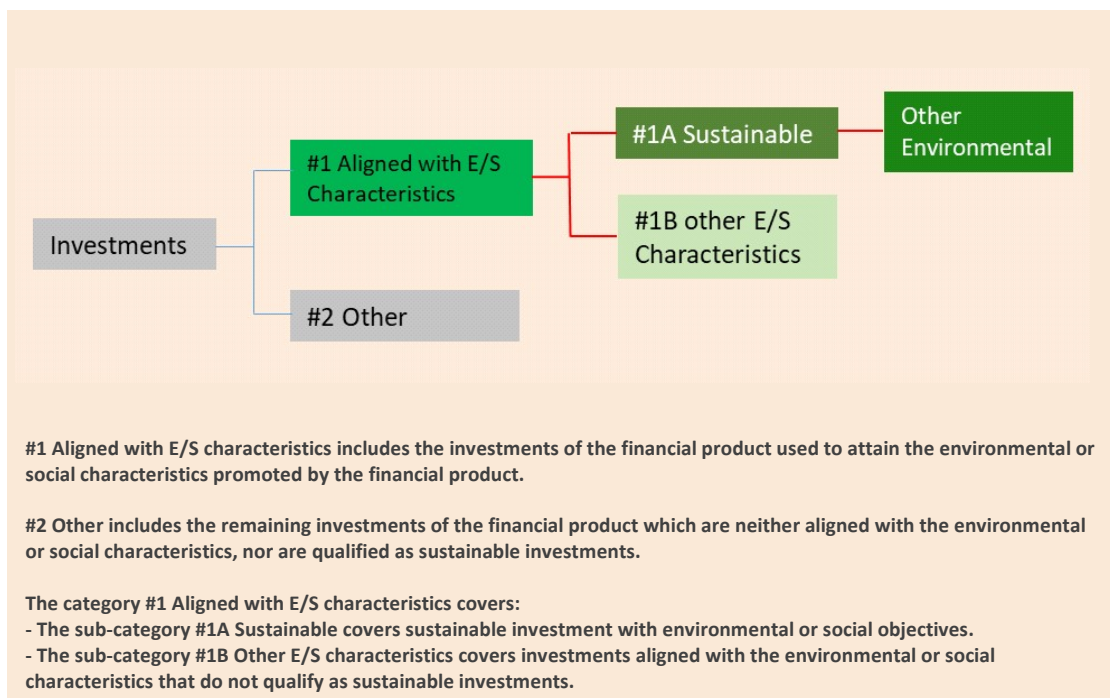 Other
Environmental
#1A Sustainable
#1 Aligned with E/S
Characteristics
#1B other E/S
Characteristics
Investments
#2 Other
#1 Aligned with E/S characteristics includes the investments of the financial product used to attain the environmental or
social characteristics promoted by the financial product.
#2 Other includes the remaining investments of the financial product which are neither aligned with the environmental
or social characteristics, nor are qualified as sustainable investments.
The category #1 Aligned with E/S characteristics covers:
- The sub-category #1A Sustainable covers sustainable investment with environmental or social objectives.
- The sub-category #1B Other E/S characteristics covers investments aligned with the environmental or social
characteristics that do not qualify as sustainable investments.